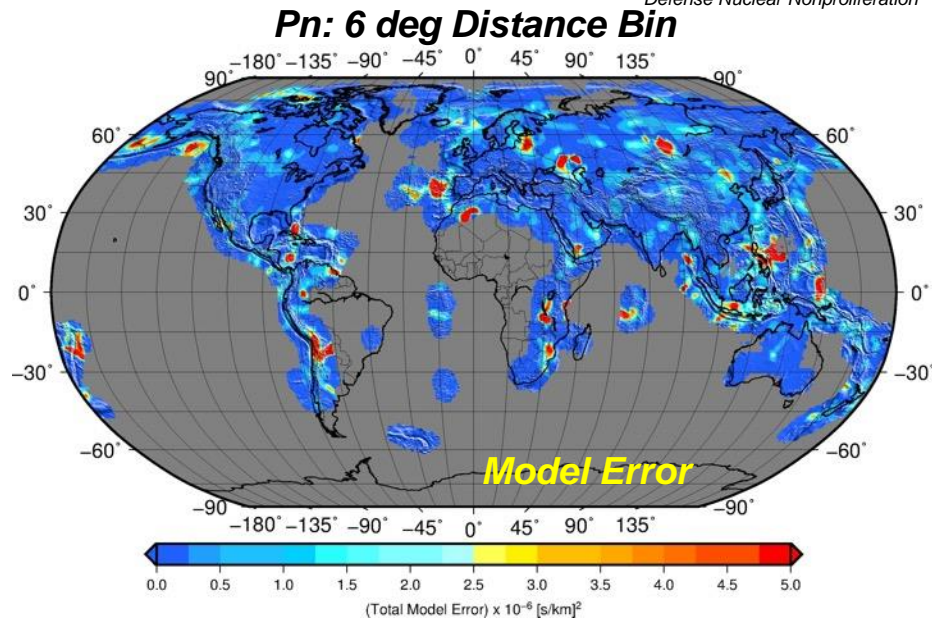 Defense Nuclear Nonproliferation
Pn: 6 deg Distance Bin
−180˚ −135˚ −90˚ −45˚ 0˚ 45˚ 90˚ 135˚
90˚ 90˚
60˚ 60˚
30˚ 30˚
0˚ 0˚
−30˚ −30˚
−60˚ −60˚
Model Error
−90 −90˚
−180˚ −135˚ −90˚ −45˚ 0˚ 45˚ 90˚ 135˚
0.0 0.5 1.0 1.5 2.0 2.5 3.0 3.5 4.0 4.5 5.0
(Total Model Error) x 10⁻⁶ [s/km]²